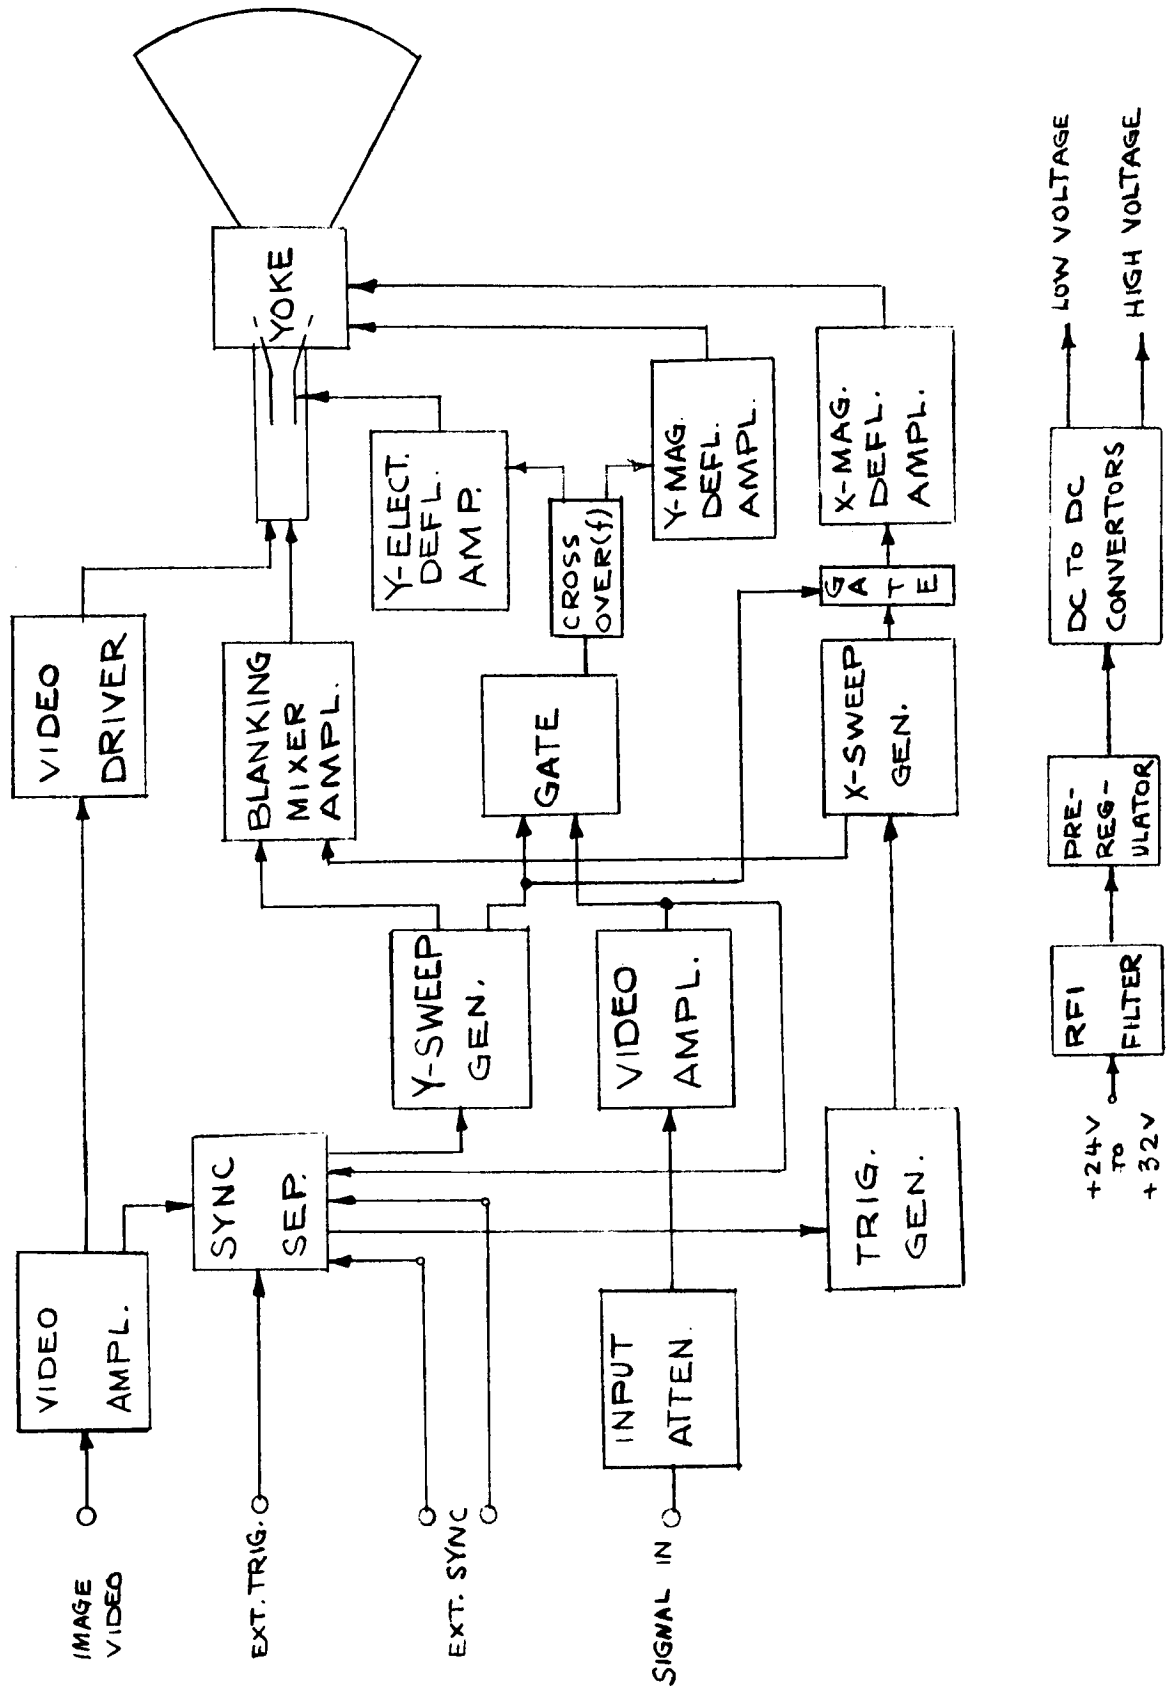 IMAGE
VIDEO
VIDEO
AMPL.
VIDEO
DRIVER
EXT. TRIG.
SYNC
SEP.
BLANKING
MIXER
AMPL.
YOKE
EXT. SYNC
Y-SWEEP
GEN.
GATE
Y-ELECT.
DEFL.
AMP.
CROSS
OVER(f)
SIGNAL IN
INPUT
ATTEN.
VIDEO
AMPL.
Y-MAG.
DEFL.
AMPL.
TRIG.
GEN.
X-SWEEP
GEN.
GATE
X-MAG.
DEFL.
AMPL.
+24V
TO
+32V
RFI
FILTER
PRE-
REG-
ULATOR
DC TO DC
CONVERTORS
LOW VOLTAGE
HIGH VOLTAGE